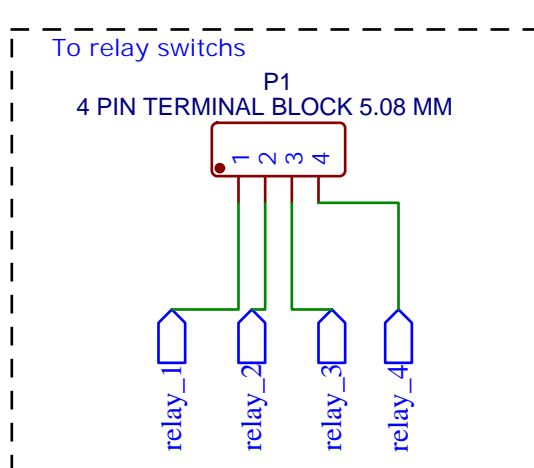 To relay switchs
P1
4 PIN TERMINAL BLOCK 5.08 MM
1 2 3 4
relay_1
relay_2
relay_3
relay_4